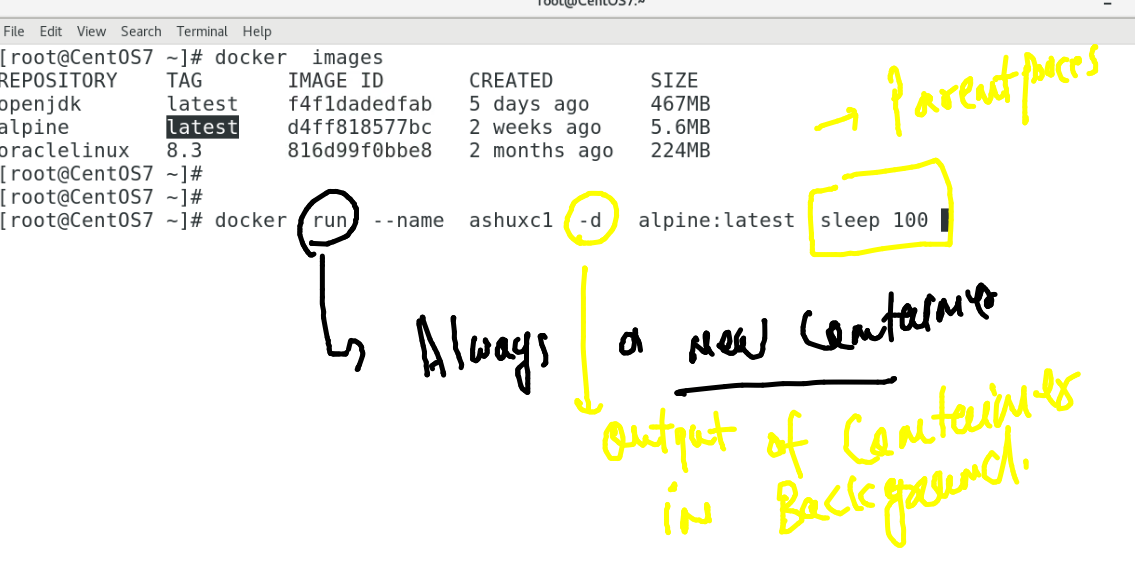 root@CentOS7:~
File Edit View Search Terminal Help
[root@CentOS7 ~]# docker images
REPOSITORY TAG IMAGE ID CREATED SIZE
openjdk latest f4f1dadedfab 5 days ago 467MB
alpine latest d4ff818577bc 2 weeks ago 5.6MB
oraclelinux 8.3 816d99f0bbe8 2 months ago 224MB
[root@CentOS7 ~]#
[root@CentOS7 ~]#
[root@CentOS7 ~]# docker run --name ashuxc1 -d alpine:latest sleep 100
Parent
Always a new Container
output of Container
in Background.